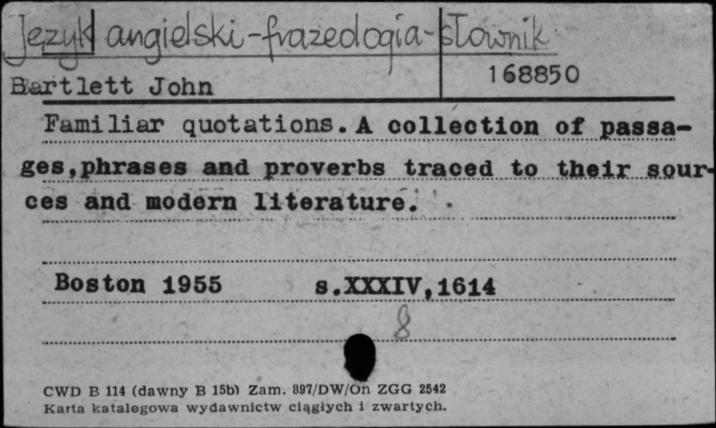 Język angielski-frazeologia-słownik
Bartlett John
168850
Familiar quotations. A collection of passa-
ges,phrases and proverbs traced to their sour-
ces and modern literature.
Boston 1955 s.XXXIV,1614
8
CWD B 114 (dawny B 15b) Zam. 897/DW/On ZGG 2542
Karta katalogowa wydawnictw ciągłych i zwartych.